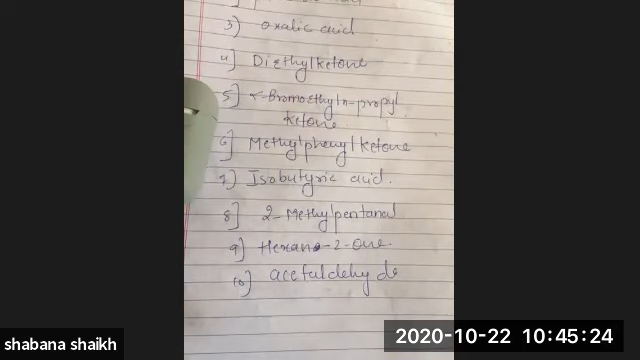 3) oxalic acid
4] Diethylketone
5] α-Bromoethyl n-propyl
ketone
6] Methylphenylketone
7) Isobutyric acid.
8] 2-Methylpentanal
9) Hexan-2-one.
10] acetaldehyde
shabana shaikh
2020-10-22 10:45:24